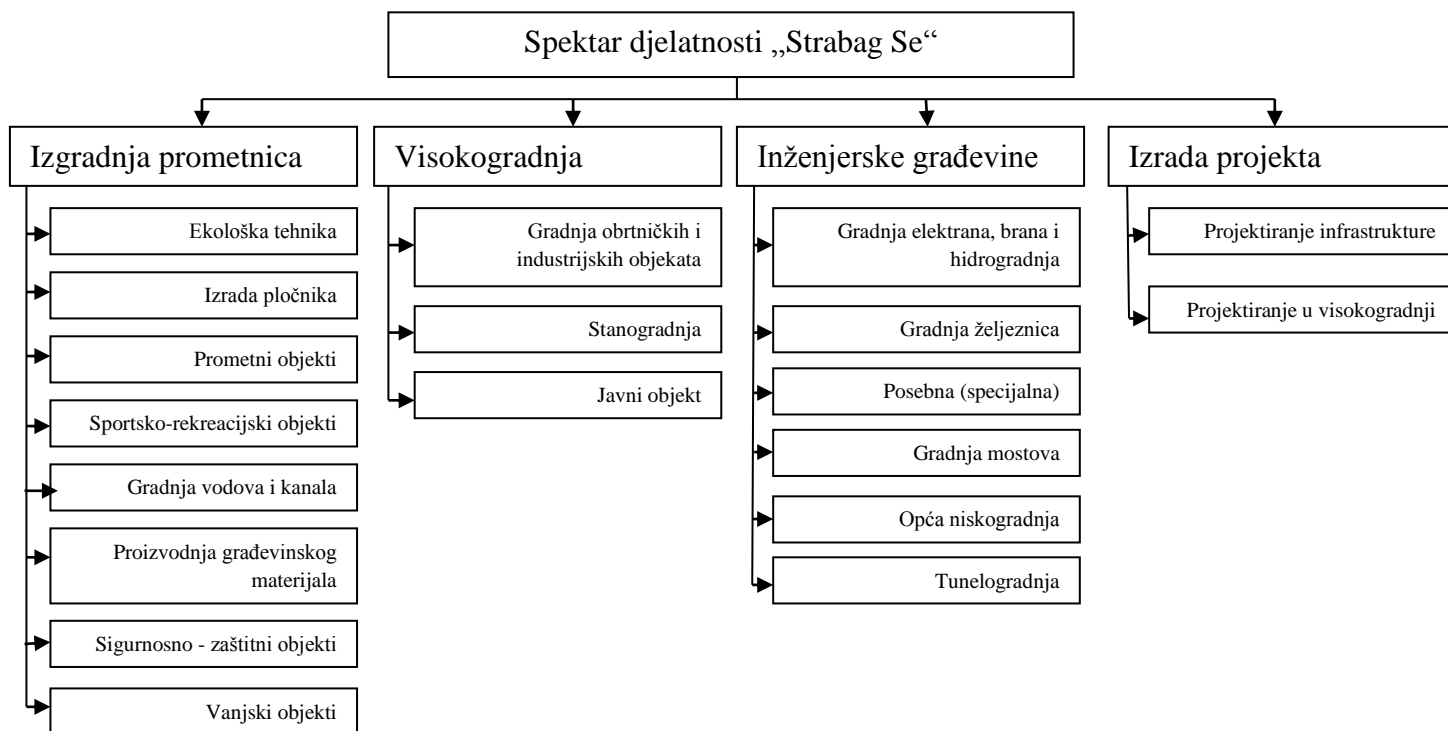 Spektar djelatnosti „Strabag Se“
Izgradnja prometnica
Ekološka tehnika
Izrada pločnika
Prometni objekti
Sportsko-rekreacijski objekti
Gradnja vodova i kanala
Proizvodnja građevinskog
materijala
Sigurnosno - zaštitni objekti
Vanjski objekti
Visokogradnja
Gradnja obrtničkih i
industrijskih objekata
Stanogradnja
Javni objekt
Inženjerske građevine
Gradnja elektrana, brana i
hidrogradnja
Gradnja željeznica
Posebna (specijalna)
Gradnja mostova
Opća niskogradnja
Tunelogradnja
Izrada projekta
Projektiranje infrastrukture
Projektiranje u visokogradnji